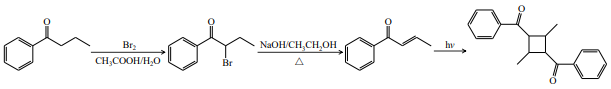 O
Br₂
CH₃COOH/H₂O
O
Br
NaOH/CH₃CH₂OH
△
O
hν
O
O